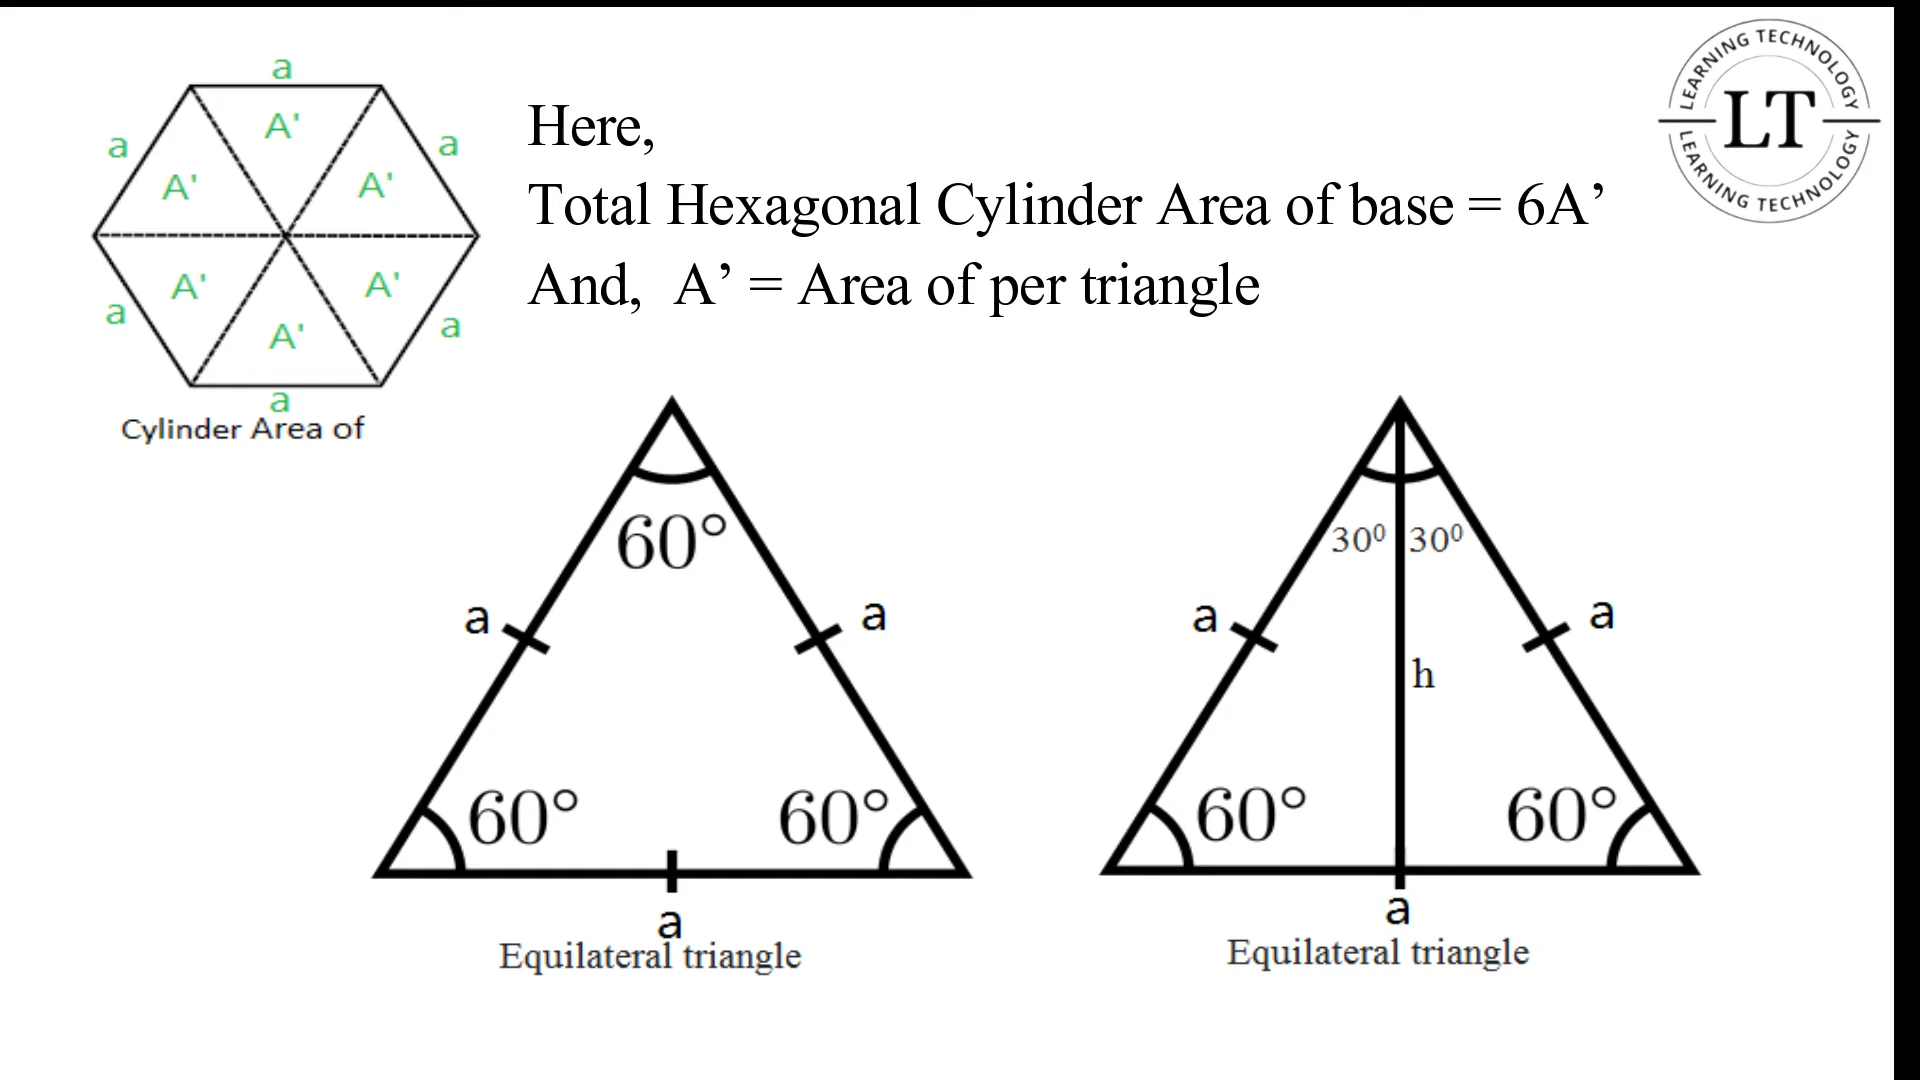 a
a
a
A'
A'
A'
A'
A'
A'
a
a
a
Cylinder Area of
Here,
Total Hexagonal Cylinder Area of base = 6A’
And, A’ = Area of per triangle
LEARNING TECHNOLOGY
LT
LEARNING TECHNOLOGY
60°
a
a
60°
60°
a
Equilateral triangle
30⁰
30⁰
a
a
h
60°
60°
a
Equilateral triangle